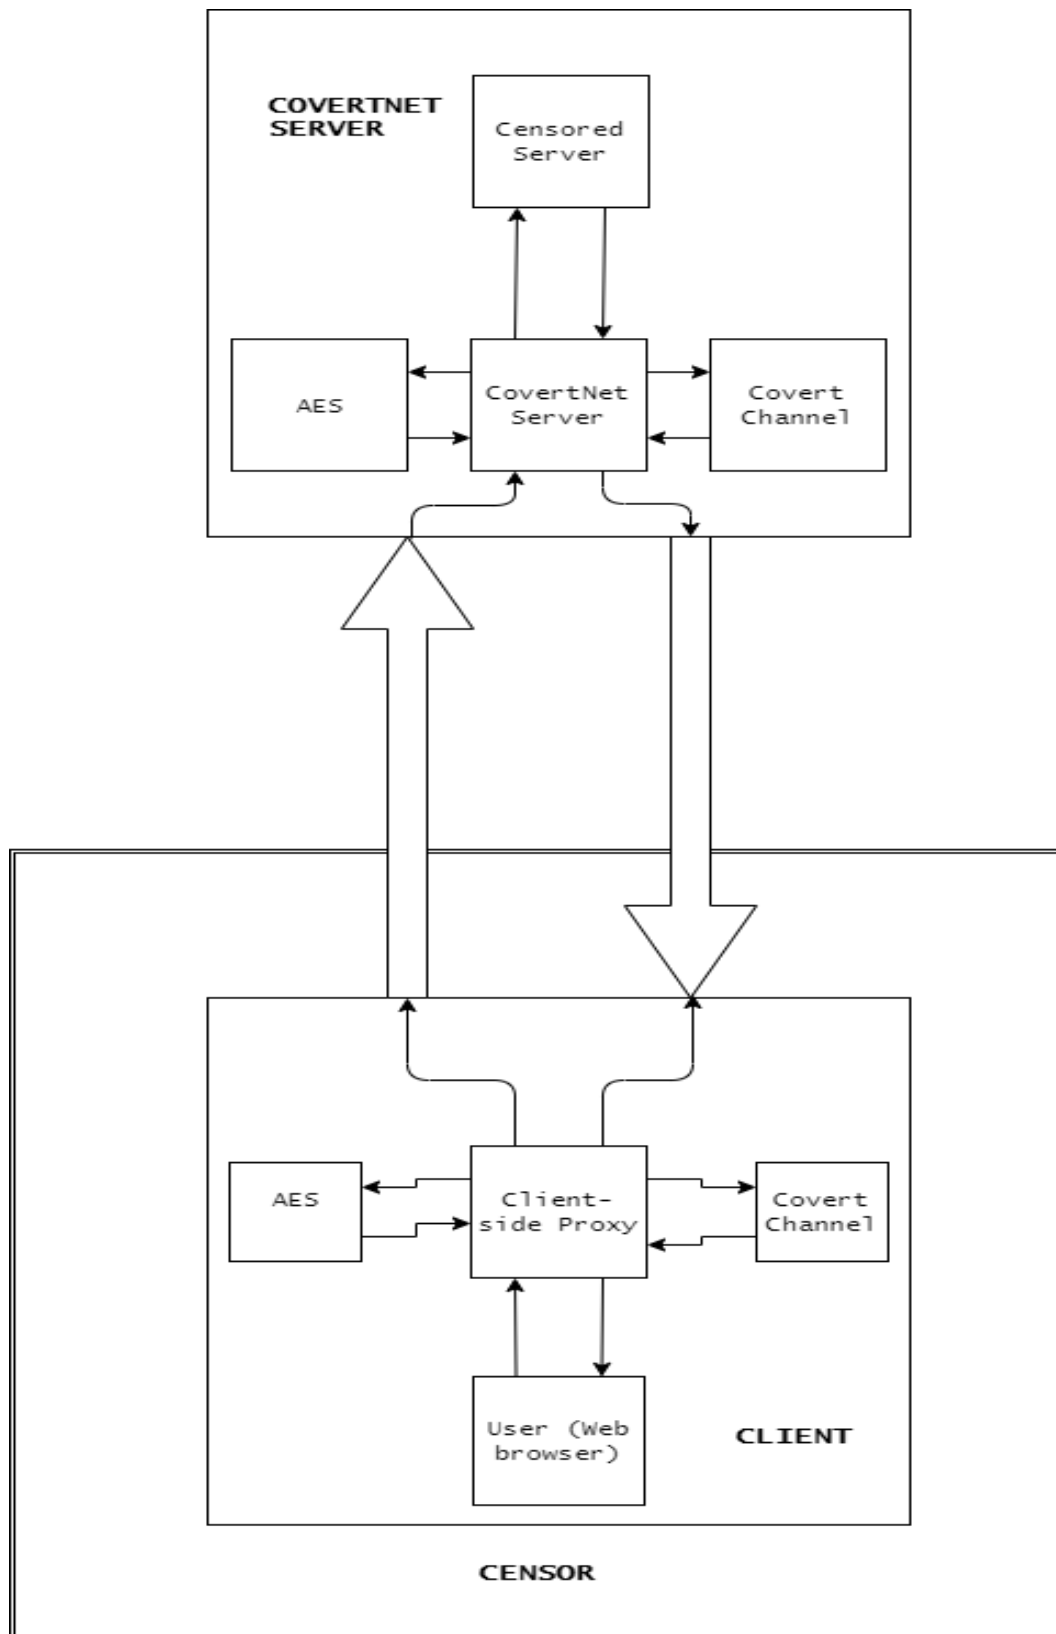 COVERTNET
SERVER
Censored
Server
AES
CovertNet
Server
Covert
Channel
AES
Client-
side Proxy
Covert
Channel
User (Web
browser)
CLIENT
CENSOR